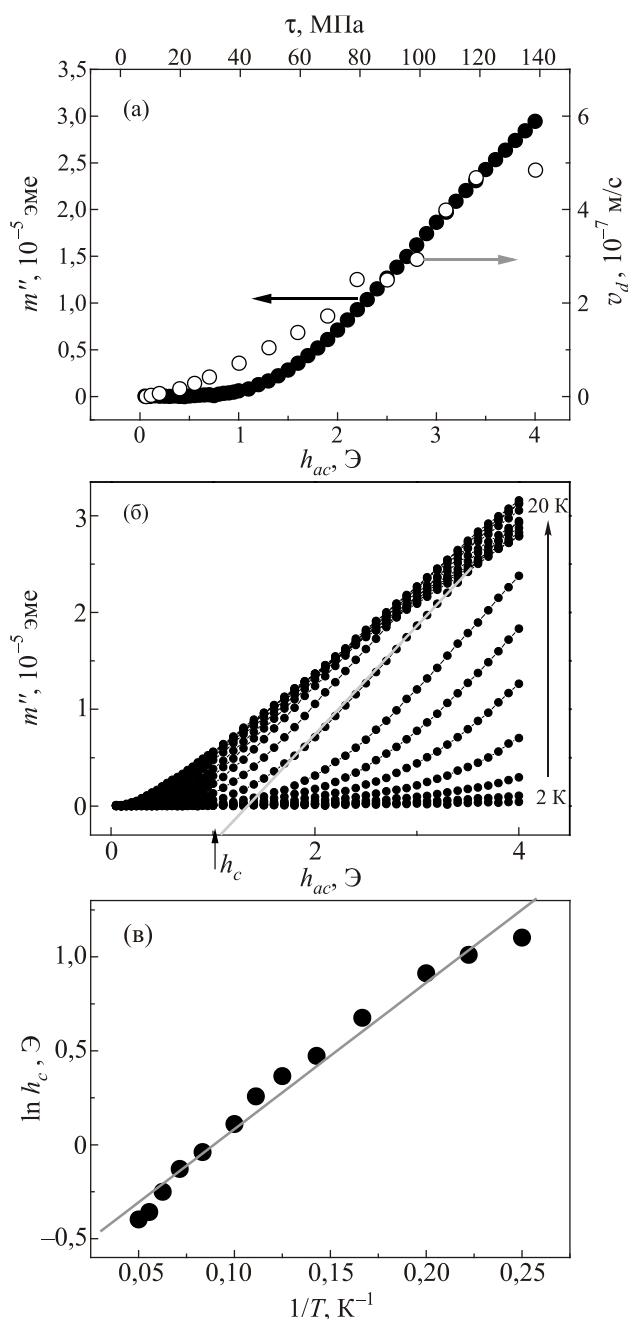 τ, МПа
0 20 40 60 80 100 120 140
3,5
3,0
2,5
2,0
1,5
1,0
0,5
0
(а)
m″, 10⁻⁵ эме
6
4
2
0
v_d, 10⁻⁷ м/с
0 1 2 3 4
h_ac, Э
(б)
3
2
1
0
m″, 10⁻⁵ эме
20 К
2 К
0 2 4
h_c
h_ac, Э
(в)
1,0
0,5
0
–0,5
ln h_c, Э
0,05 0,10 0,15 0,20 0,25
1/T, К⁻¹